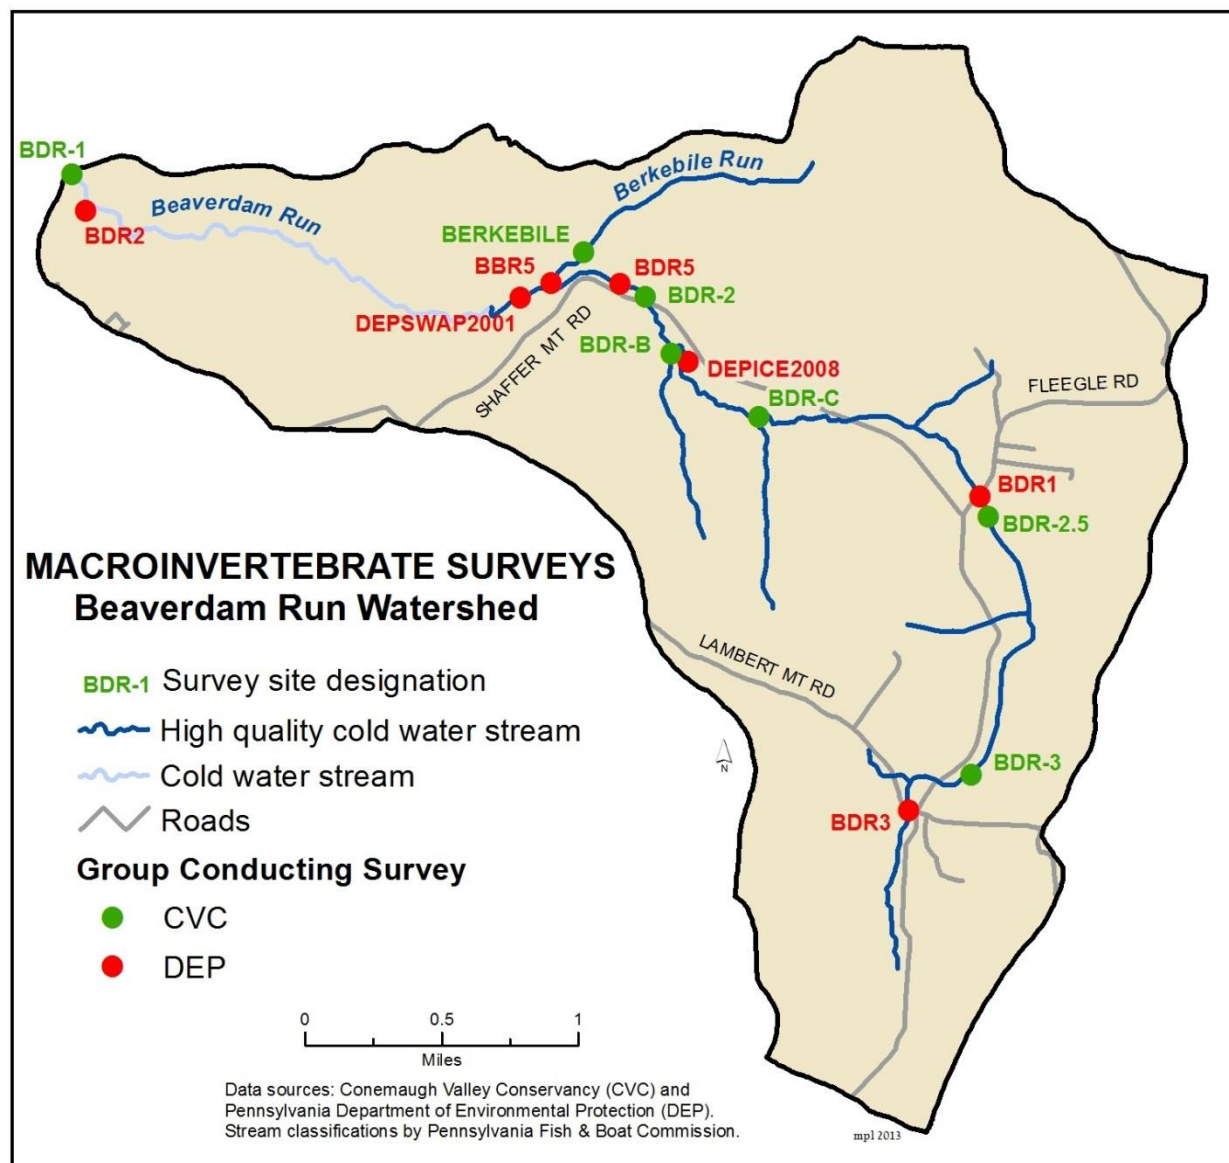 BDR-1
BDR2
Beaverdam Run
Berkebile Run
BERKEBILE
BBR5
BDR5
DEPSWAP2001
BDR-2
SHAFFER MT RD
BDR-B
DEPICE2008
BDR-C
FLEEGLE RD
BDR1
BDR-2.5
LAMBERT MT RD
BDR-3
BDR3
N
MACROINVERTEBRATE SURVEYS
Beaverdam Run Watershed
BDR-1 Survey site designation
High quality cold water stream
Cold water stream
Roads
Group Conducting Survey
CVC
DEP
0 0.5 1
Miles
Data sources: Conemaugh Valley Conservancy (CVC) and
Pennsylvania Department of Environmental Protection (DEP).
Stream classifications by Pennsylvania Fish & Boat Commission.
mpl 2013